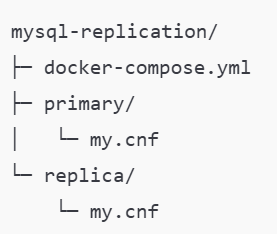 mysql-replication/
├─ docker-compose.yml
├─ primary/
│   └─ my.cnf
└─ replica/
    └─ my.cnf